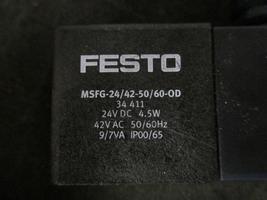 FESTO
MSFG-24/42-50/60-OD
34 411
24V DC 4.5W
42V AC 50/60Hz
9/7VA IP00/65